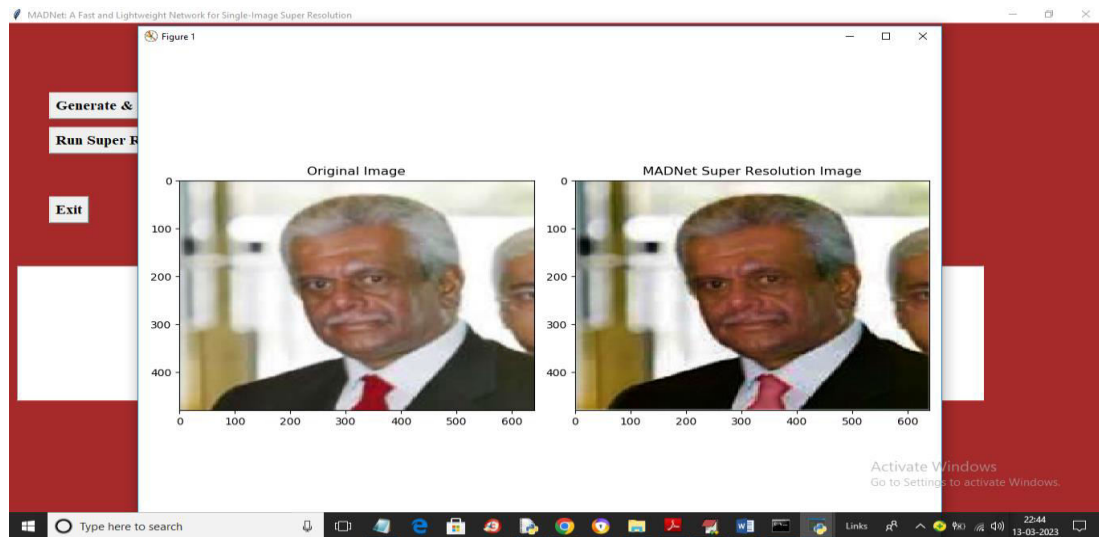 MADNet: A Fast and Lightweight Network for Single-Image Super Resolution
Figure 1
Generate &
Run Super R
Exit
Original Image
MADNet Super Resolution Image
0
100
200
300
400
0 100 200 300 400 500 600
0
100
200
300
400
0 100 200 300 400 500 600
Activate Windows
Go to Settings to activate Windows.
Type here to search
Links
22:44
13-03-2023